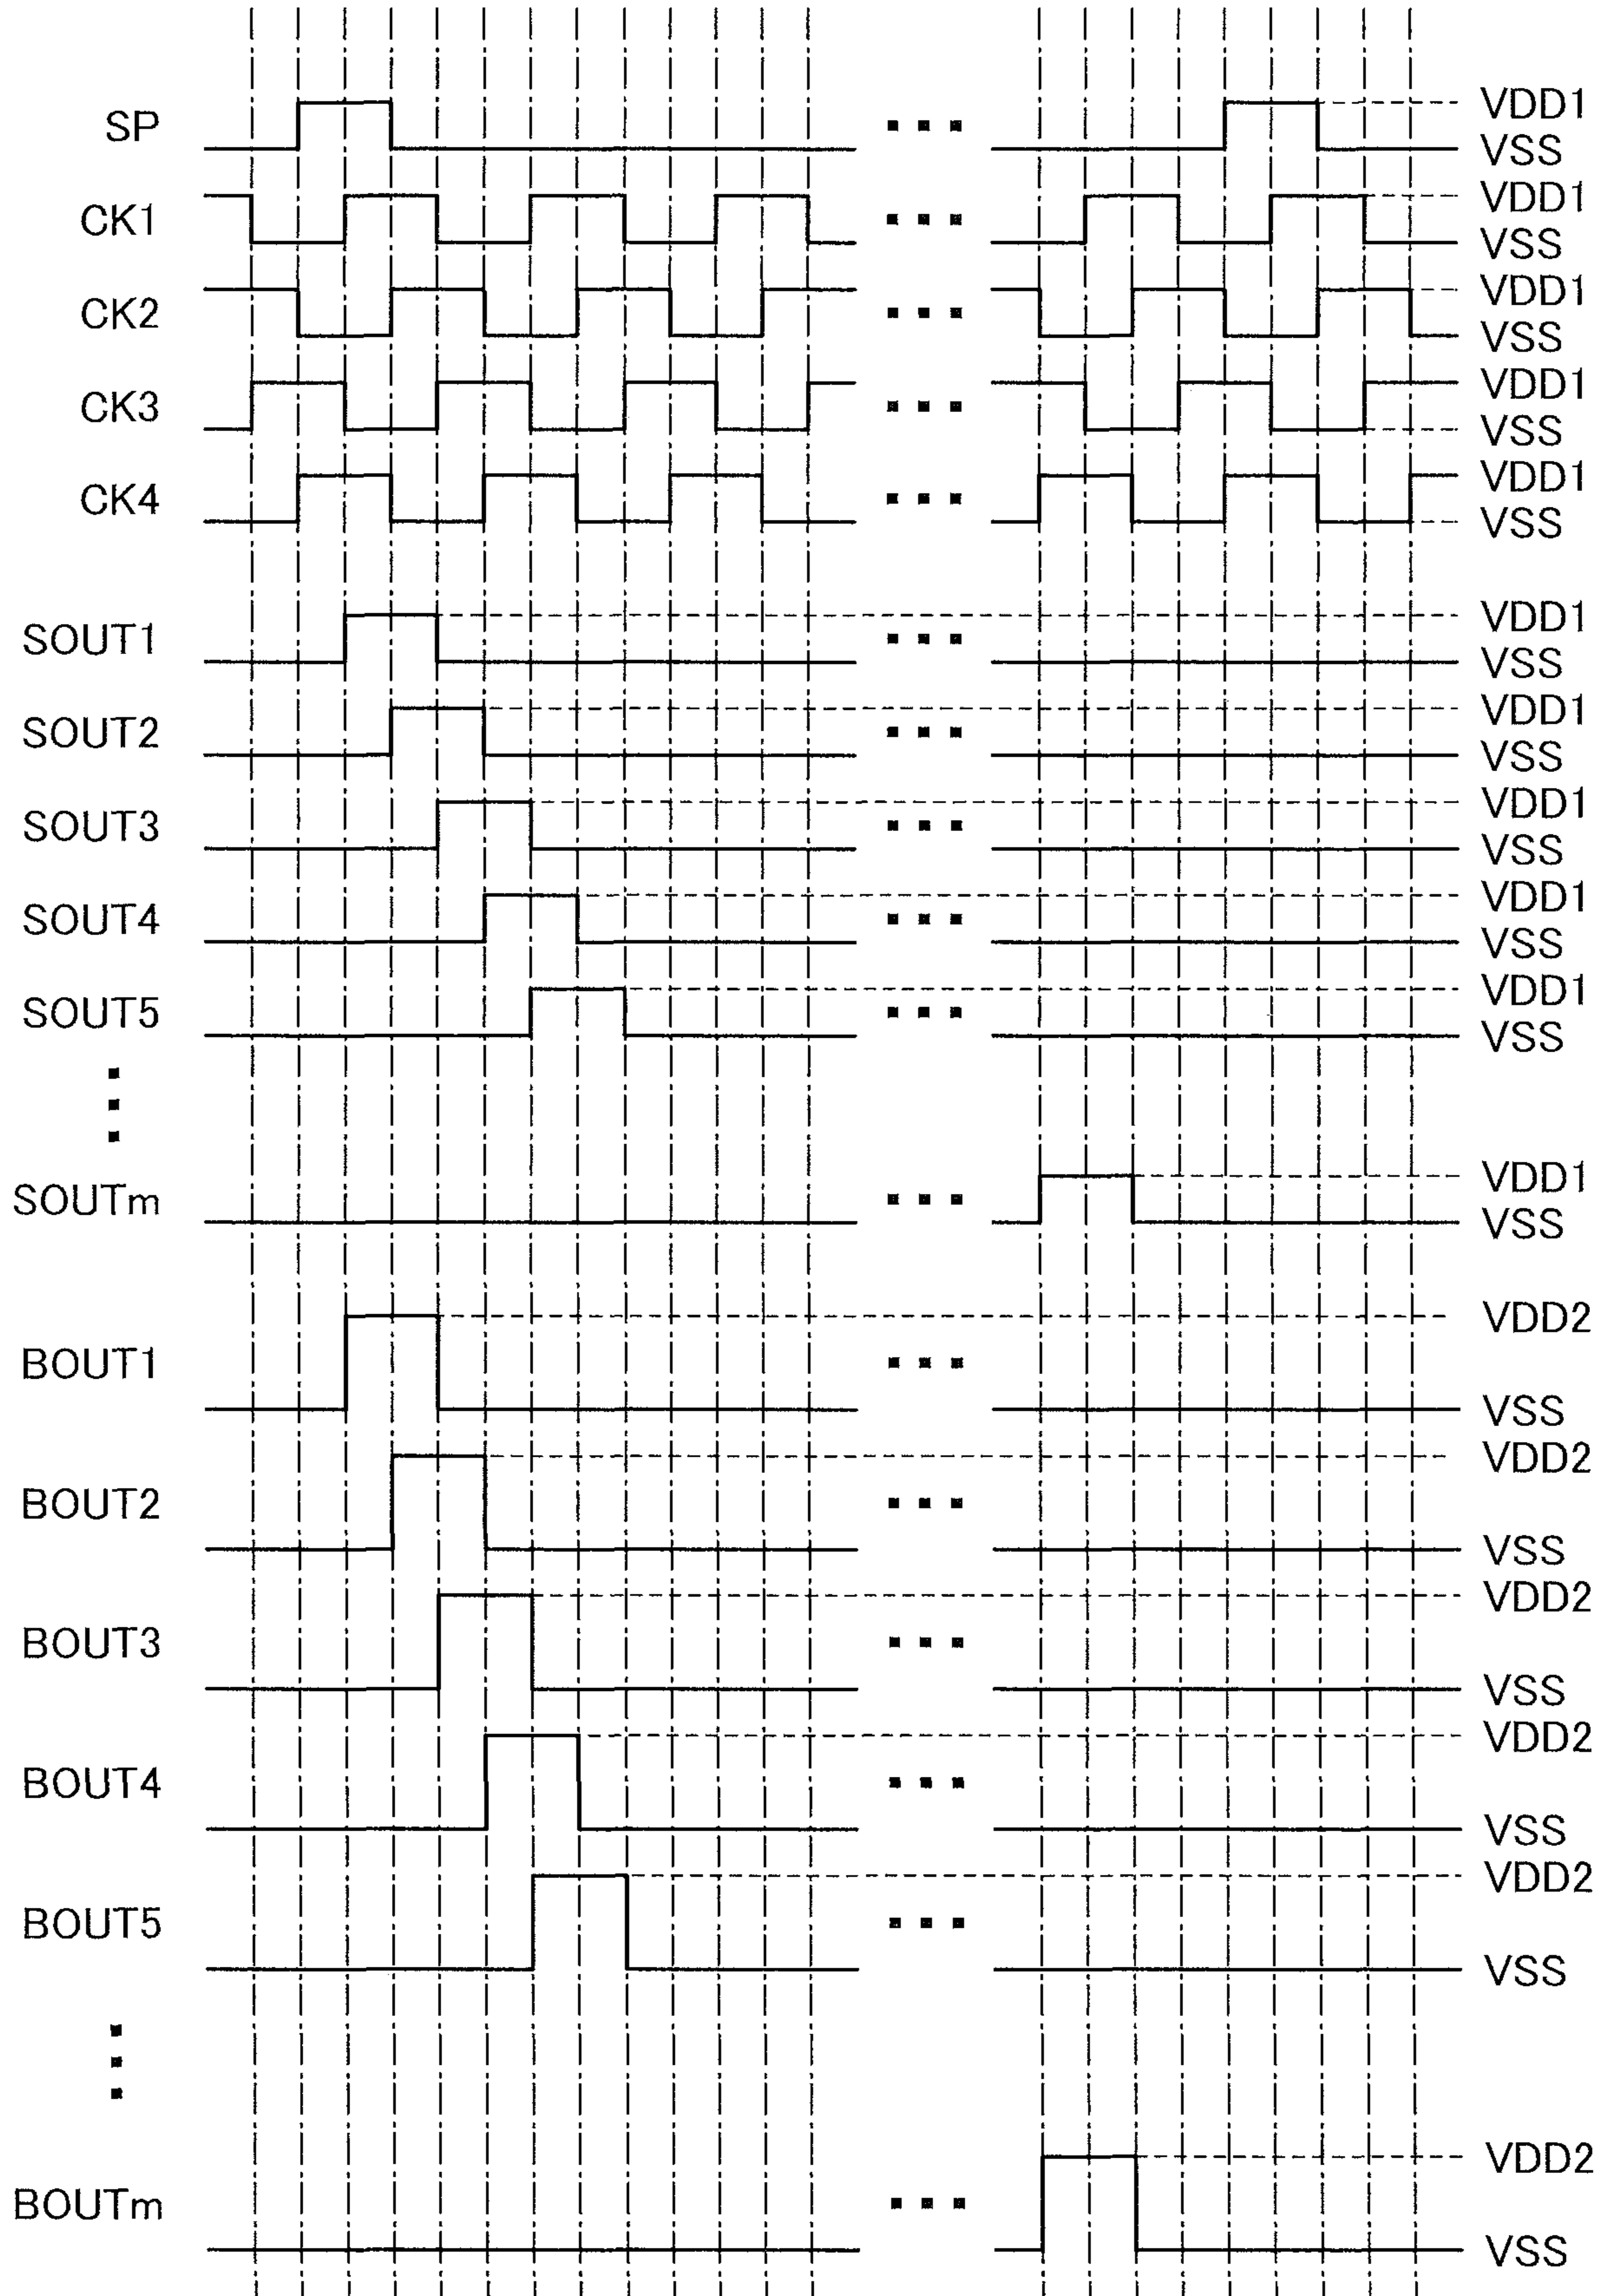 SP VDD1
VSS
CK1 VDD1
VSS
CK2 VDD1
VSS
CK3 VDD1
VSS
CK4 VDD1
VSS
SOUT1 VDD1
VSS
SOUT2 VDD1
VSS
SOUT3 VDD1
VSS
SOUT4 VDD1
VSS
SOUT5 VDD1
VSS
SOUTm VDD1
VSS
BOUT1 VDD2
VSS
BOUT2 VDD2
VSS
BOUT3 VDD2
VSS
BOUT4 VDD2
VSS
BOUT5 VDD2
VSS
BOUTm VDD2
VSS